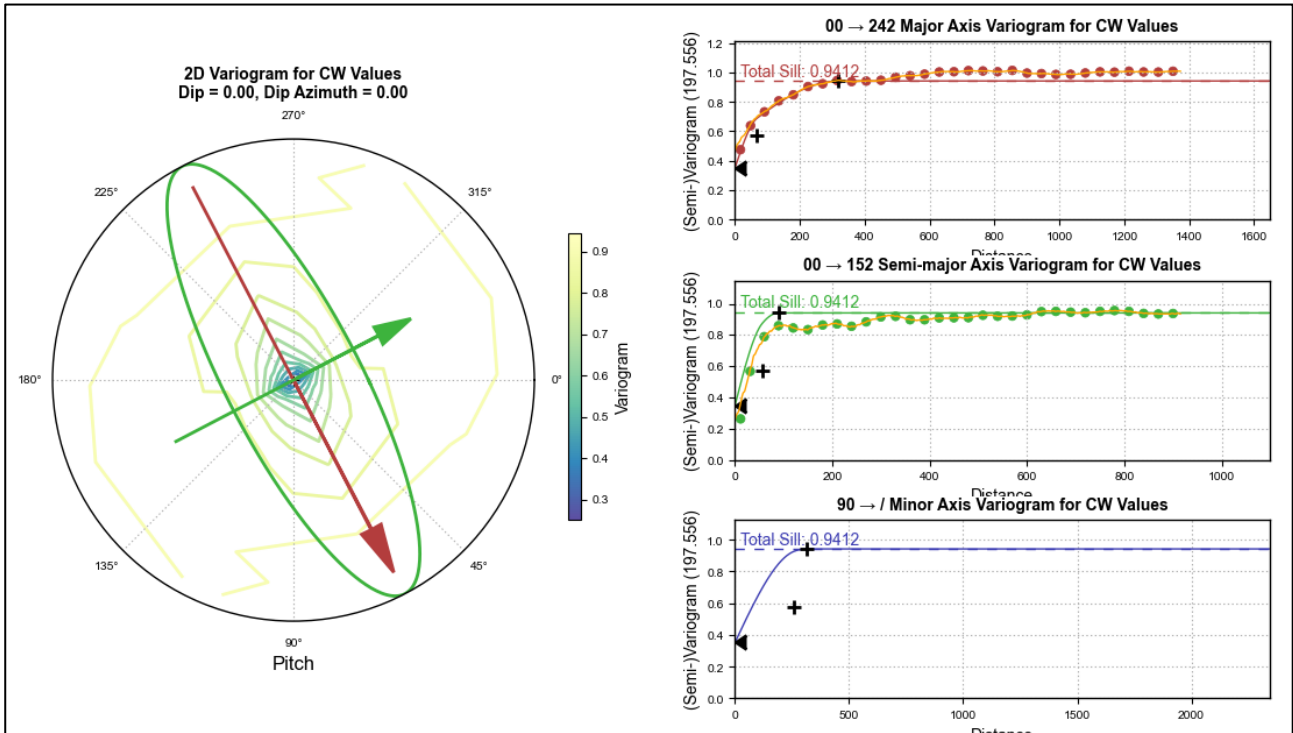 2D Variogram for CW Values
Dip = 0.00, Dip Azimuth = 0.00
270°
225°
315°
180°
0°
135°
45°
90°
Pitch
0.9
0.8
0.7
0.6
0.5
0.4
0.3
Variogram
00 → 242 Major Axis Variogram for CW Values
(Semi-)Variogram (197.556)
1.2
1.0
0.8
0.6
0.4
0.2
0.0
Total Sill: 0.9412
0 200 400 600 800 1000 1200 1400 1600
Distance
00 → 152 Semi-major Axis Variogram for CW Values
(Semi-)Variogram (197.556)
1.0
0.8
0.6
0.4
0.2
0.0
Total Sill: 0.9412
0 200 400 600 800 1000
Distance
90 → / Minor Axis Variogram for CW Values
(Semi-)Variogram (197.556)
1.0
0.8
0.6
0.4
0.2
0.0
Total Sill: 0.9412
0 500 1000 1500 2000
Distance